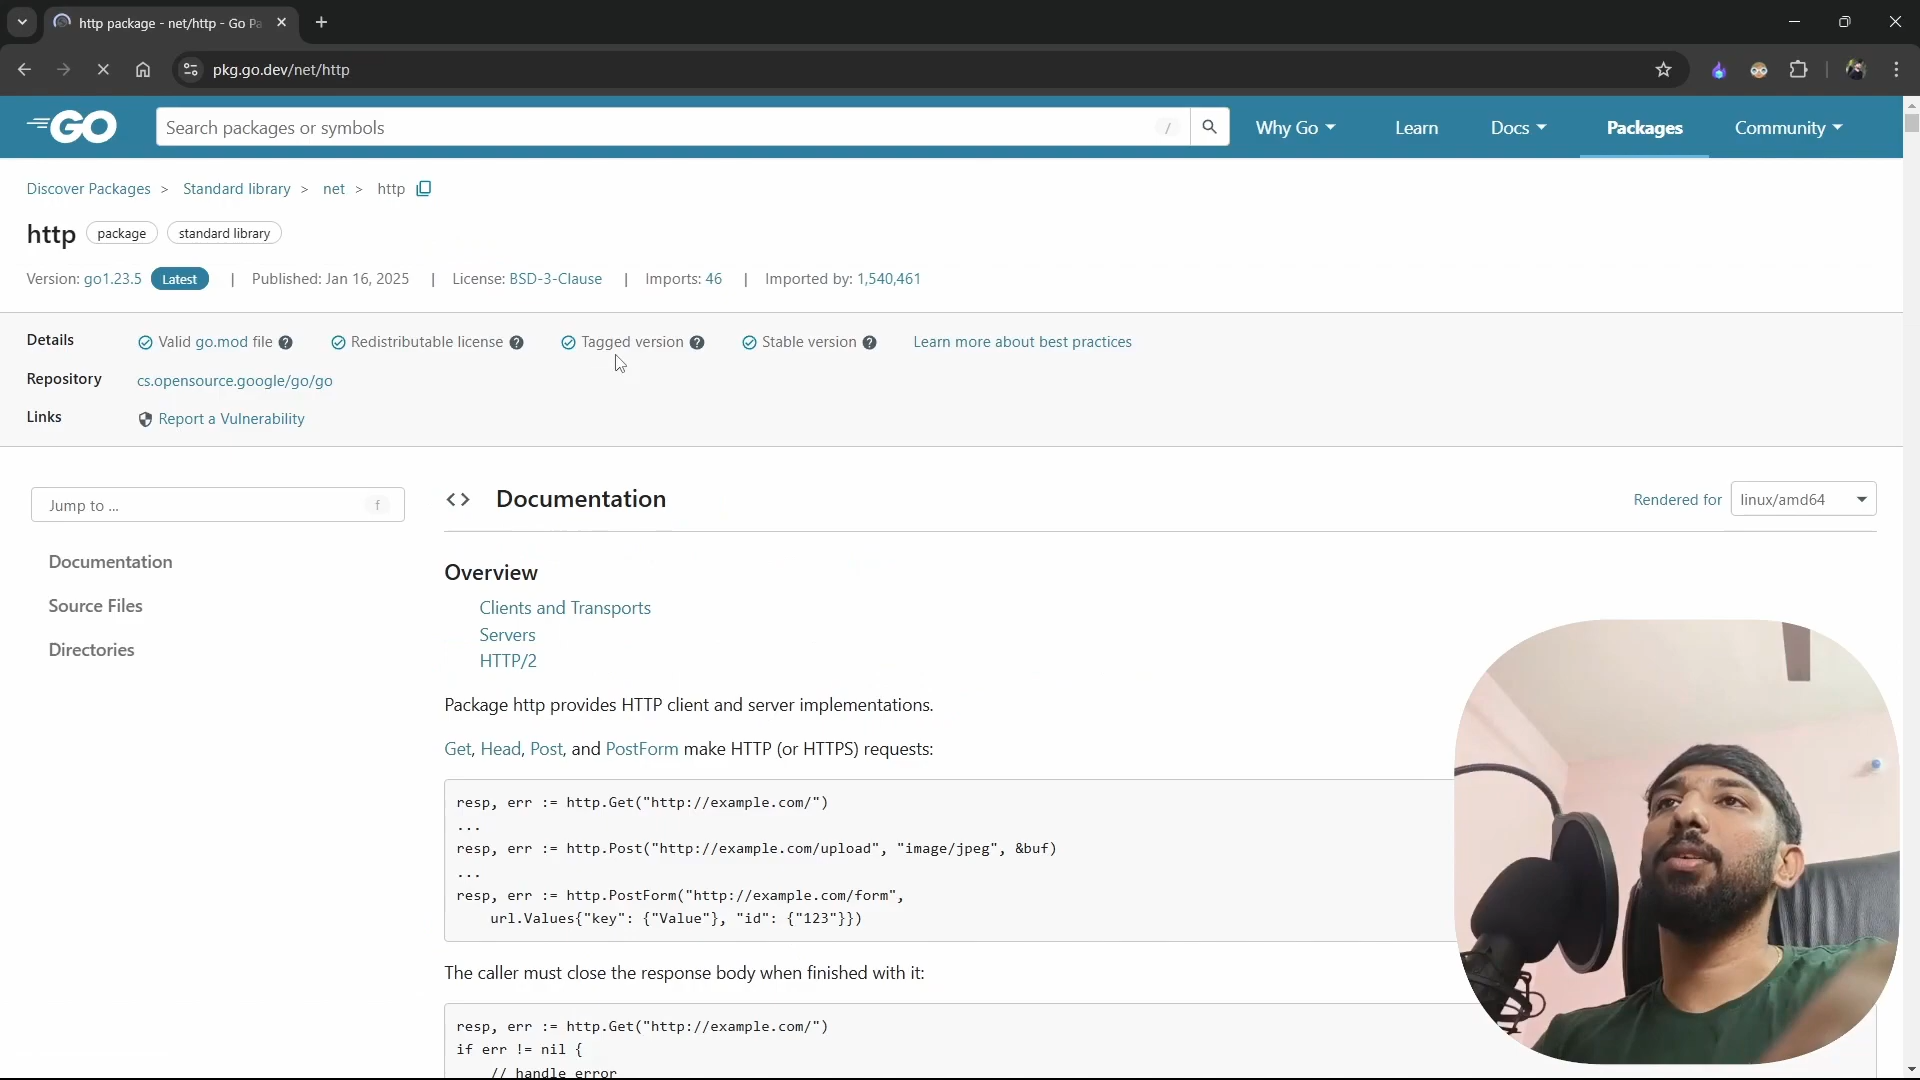 http package - net/http - Go Pa
pkg.go.dev/net/http
GO
Search packages or symbols /
Why Go
Learn
Docs
Packages
Community
Discover Packages > Standard library > net > http
http package standard library
Version: go1.23.5 Latest | Published: Jan 16, 2025 | License: BSD-3-Clause | Imports: 46 | Imported by: 1,540,461
Details Valid go.mod file Redistributable license Tagged version Stable version Learn more about best practices
Repository cs.opensource.google/go/go
Links Report a Vulnerability
Jump to ... f
Documentation
Source Files
Directories
<> Documentation
Rendered for linux/amd64
Overview
Clients and Transports
Servers
HTTP/2
Package http provides HTTP client and server implementations.
Get, Head, Post, and PostForm make HTTP (or HTTPS) requests:
resp, err := http.Get("http://example.com/")
...
resp, err := http.Post("http://example.com/upload", "image/jpeg", &buf)
...
resp, err := http.PostForm("http://example.com/form",
url.Values{"key": {"Value"}, "id": {"123"}})
The caller must close the response body when finished with it:
resp, err := http.Get("http://example.com/")
if err != nil {
// handle error